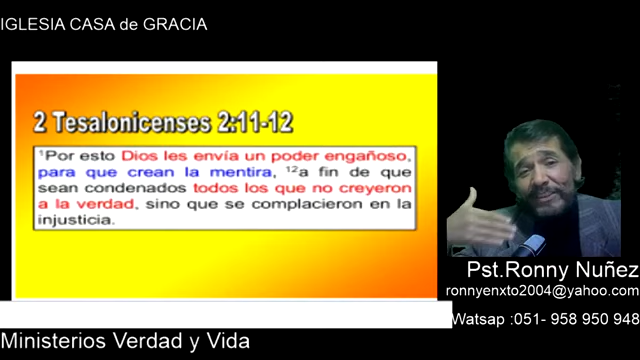 IGLESIA CASA de GRACIA
2 Tesalonicenses 2:11-12
¹Por esto Dios les envía un poder engañoso,
para que crean la mentira, ¹²a fin de que
sean condenados todos los que no creyeron
a la verdad, sino que se complacieron en la
injusticia.
Pst.Ronny Nuñez
ronnyenxto2004@yahoo.com
Watsap :051- 958 950 948
Ministerios Verdad y Vida